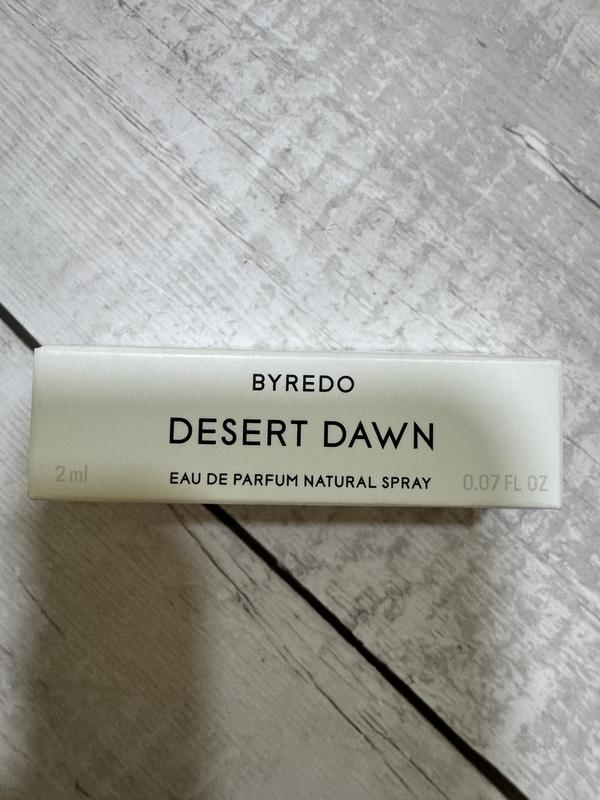 BYREDO
DESERT DAWN
2 ml EAU DE PARFUM NATURAL SPRAY 0.07 FL OZ